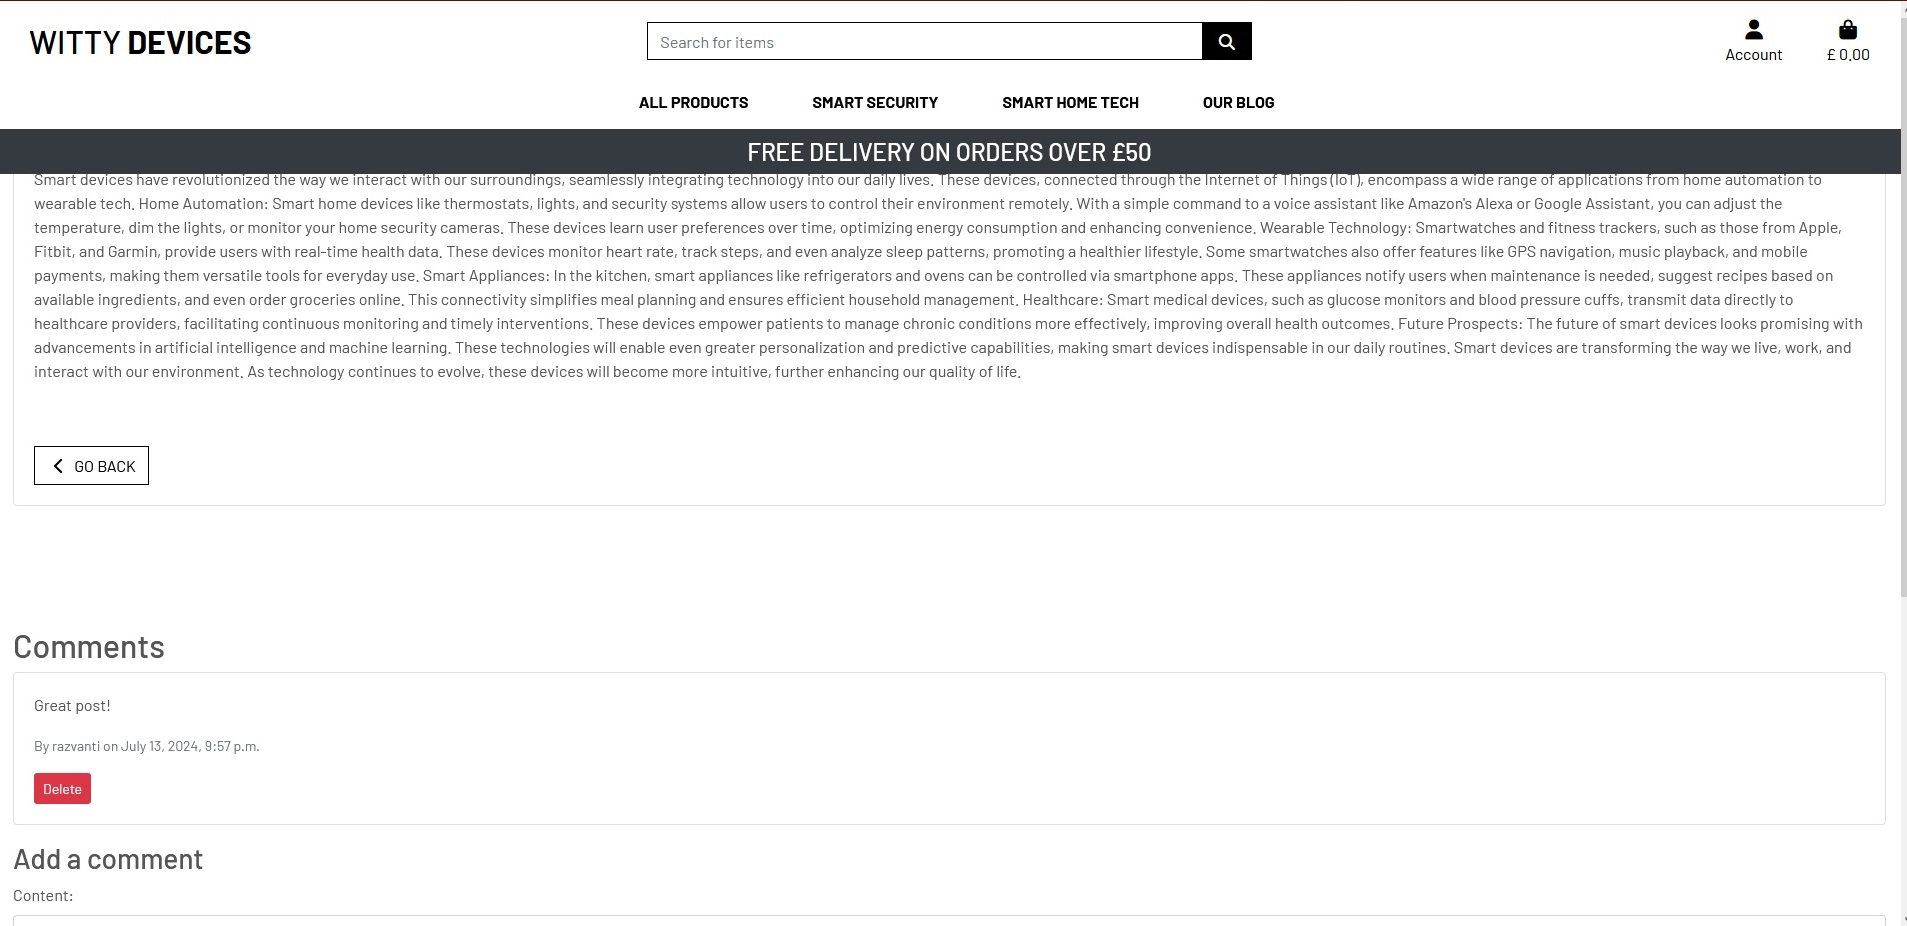 WITTY DEVICES
Search for items
Account
£ 0.00
ALL PRODUCTS
SMART SECURITY
SMART HOME TECH
OUR BLOG
FREE DELIVERY ON ORDERS OVER £50
Smart devices have revolutionized the way we interact with our surroundings, seamlessly integrating technology into our daily lives. These devices, connected through the Internet of Things (IoT), encompass a wide range of applications from home automation to
wearable tech. Home Automation: Smart home devices like thermostats, lights, and security systems allow users to control their environment remotely. With a simple command to a voice assistant like Amazon's Alexa or Google Assistant, you can adjust the
temperature, dim the lights, or monitor your home security cameras. These devices learn user preferences over time, optimizing energy consumption and enhancing convenience. Wearable Technology: Smartwatches and fitness trackers, such as those from Apple,
Fitbit, and Garmin, provide users with real-time health data. These devices monitor heart rate, track steps, and even analyze sleep patterns, promoting a healthier lifestyle. Some smartwatches also offer features like GPS navigation, music playback, and mobile
payments, making them versatile tools for everyday use. Smart Appliances: In the kitchen, smart appliances like refrigerators and ovens can be controlled via smartphone apps. These appliances notify users when maintenance is needed, suggest recipes based on
available ingredients, and even order groceries online. This connectivity simplifies meal planning and ensures efficient household management. Healthcare: Smart medical devices, such as glucose monitors and blood pressure cuffs, transmit data directly to
healthcare providers, facilitating continuous monitoring and timely interventions. These devices empower patients to manage chronic conditions more effectively, improving overall health outcomes. Future Prospects: The future of smart devices looks promising with
advancements in artificial intelligence and machine learning. These technologies will enable even greater personalization and predictive capabilities, making smart devices indispensable in our daily routines. Smart devices are transforming the way we live, work, and
interact with our environment. As technology continues to evolve, these devices will become more intuitive, further enhancing our quality of life.
GO BACK
Comments
Great post!
By razvanti on July 13, 2024, 9:57 p.m.
Delete
Add a comment
Content: